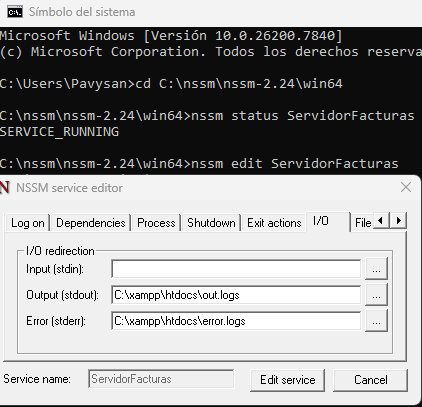 Símbolo del sistema
Microsoft Windows [Versión 10.0.26200.7840]
(c) Microsoft Corporation. Todos los derechos reserva
C:\Users\Pavysan>cd C:\nssm\nssm-2.24\win64
C:\nssm\nssm-2.24\win64>nssm status ServidorFacturas
SERVICE_RUNNING
C:\nssm\nssm-2.24\win64>nssm edit ServidorFacturas
NSSM service editor
Log on Dependencies Process Shutdown Exit actions I/O File
I/O redirection
Input (stdin): ...
Output (stdout): C:\xampp\htdocs\out.logs ...
Error (stderr): C:\xampp\htdocs\error.logs ...
Service name: ServidorFacturas Edit service Cancel